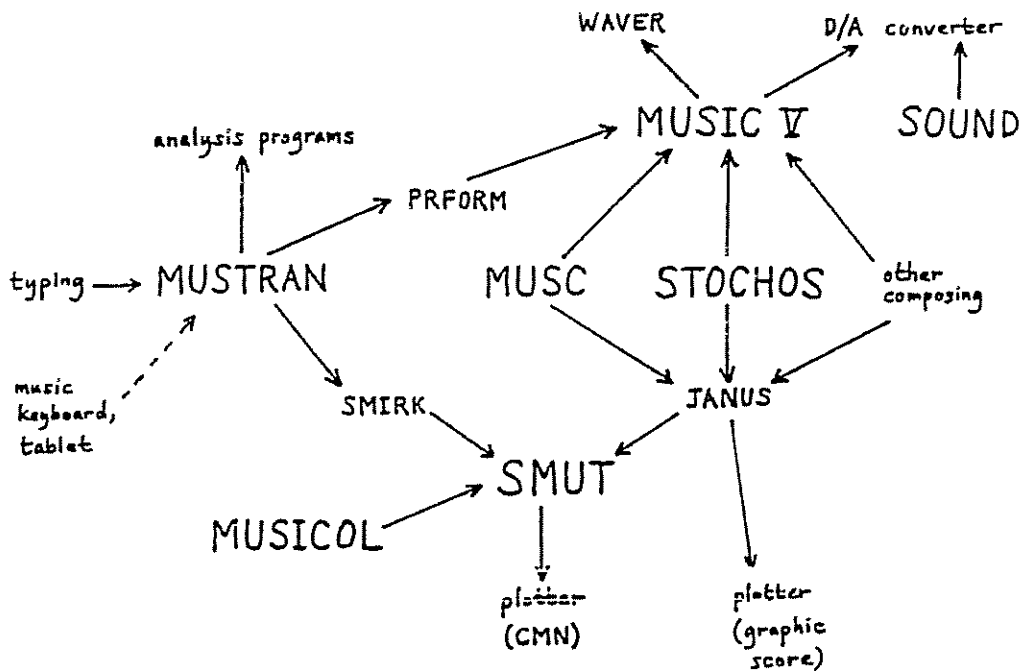 WAVER
D/A converter
MUSIC V
SOUND
analysis programs
PRFORM
typing
MUSTRAN
MUSC
STOCHOS
other
composing
music
keyboard,
tablet
SMIRK
JANUS
SMUT
MUSICOL
plotter
(CMN)
plotter
(graphic
score)